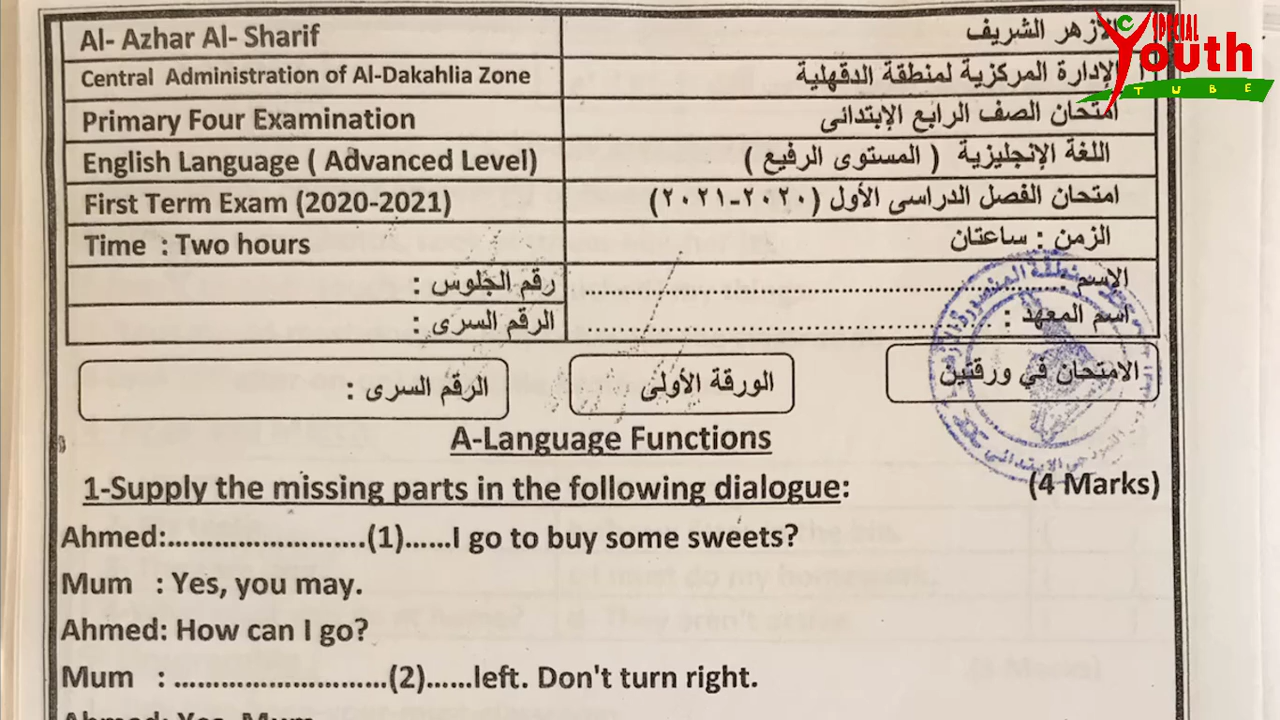 SPECIAL
Youth
TUBE
Al- Azhar Al- Sharif
الأزهر الشريف
Central Administration of Al-Dakahlia Zone
الإدارة المركزية لمنطقة الدقهلية
Primary Four Examination
امتحان الصف الرابع الإبتدائى
English Language ( Advanced Level)
اللغة الإنجليزية ( المستوى الرفيع )
First Term Exam (2020-2021)
امتحان الفصل الدراسى الأول (٢٠٢٠-٢٠٢١)
Time : Two hours
الزمن : ساعتان
الاسم :........................................................
رقم الجلوس :
اسم المعهد : ........................................................
الرقم السرى :
الامتحان في ورقتين
الورقة الأولى
الرقم السرى :
A-Language Functions
1-Supply the missing parts in the following dialogue: (4 Marks)
Ahmed:.........................(1)......I go to buy some sweets?
Mum : Yes, you may.
Ahmed: How can I go?
Mum : ...........................(2)......left. Don't turn right.
Ahmed: Yes, Mum